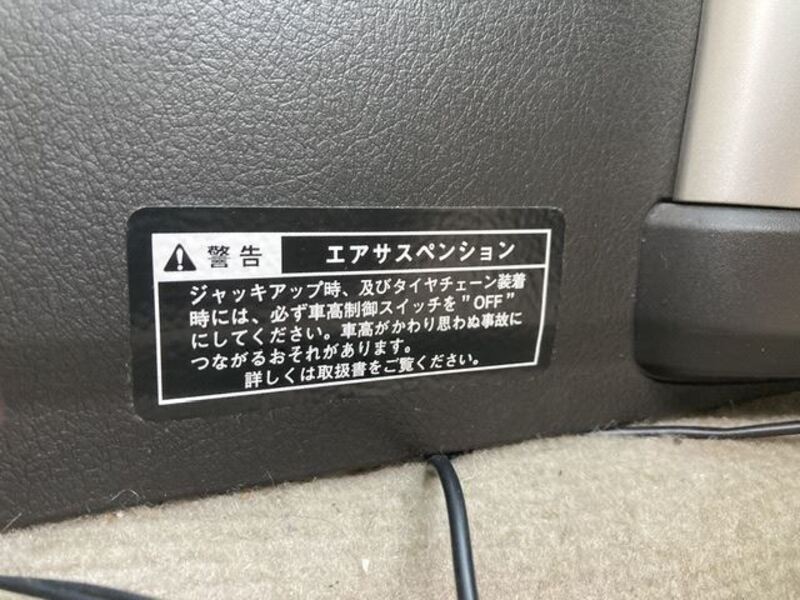 警告 エアサスペンション
ジャッキアップ時、及びタイヤチェーン装着
時には、必ず車高制御スイッチを"OFF"
にしてください。車高がかわり思わぬ事故に
つながるおそれがあります。
詳しくは取扱書をご覧ください。